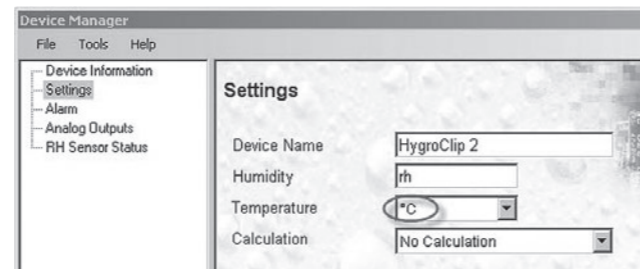 Device Manager
File Tools Help
Device Information
Settings
Alarm
Analog Outputs
RH Sensor Status
Settings
Device Name HygroClip 2
Humidity rh
Temperature °C
Calculation No Calculation